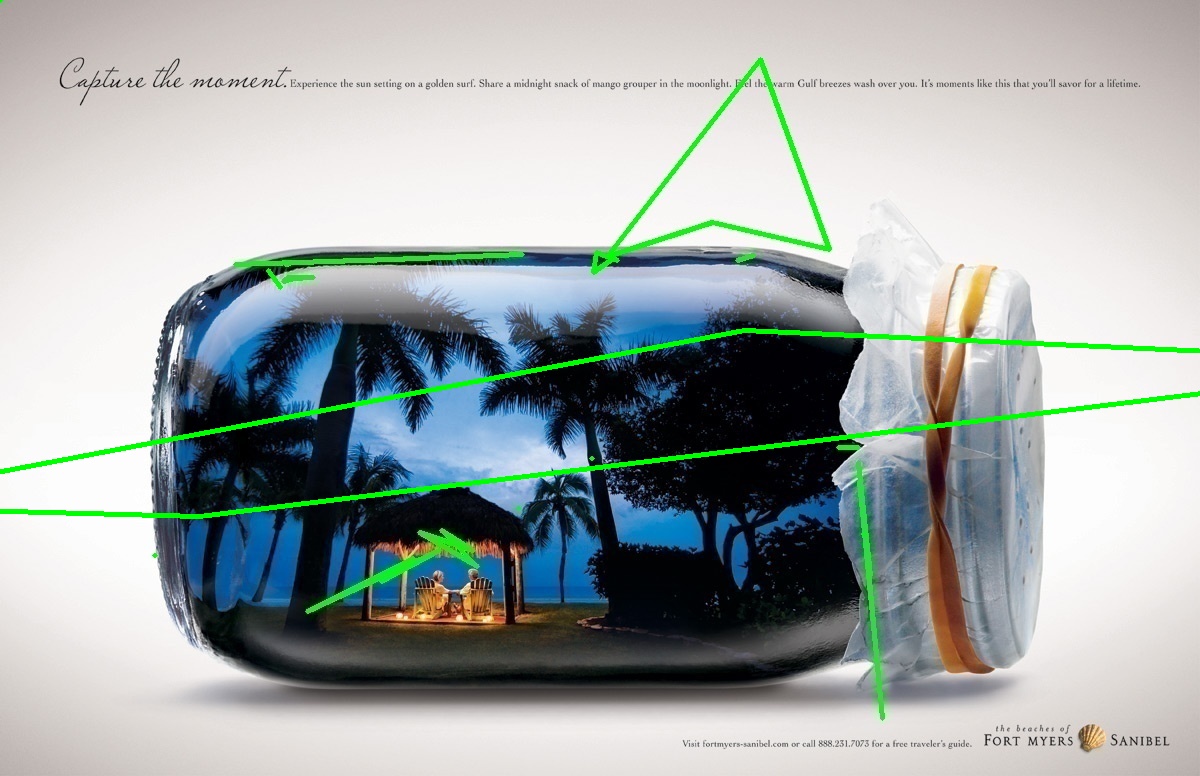 Capture the moment. Experience the sun setting on a golden surf. Share a midnight snack of mango grouper in the moonlight. Feel the warm Gulf breezes wash over you. It's moments like this that you'll savor for a lifetime.
Visit fortmyers-sanibel.com or call 888.231.7073 for a free traveler's guide.
the beaches of
FORT MYERS SANIBEL